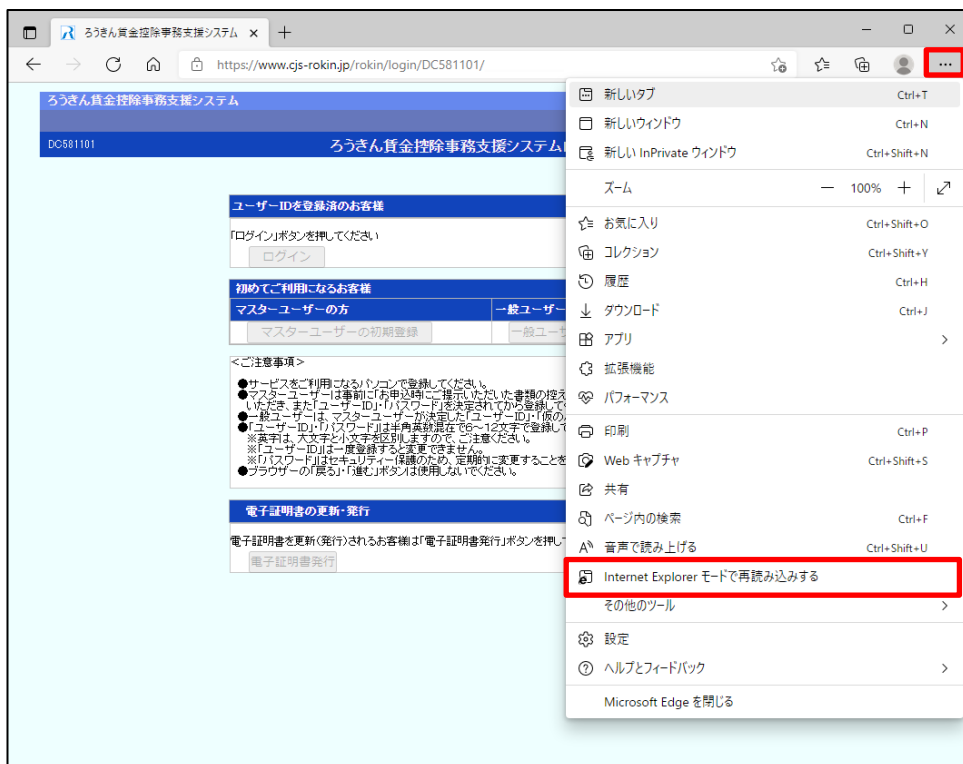 ろうきん賃金控除事務支援システム
https://www.cjs-rokin.jp/rokin/login/DC581101/
ろうきん賃金控除事務支援システム
DC581101 ろうきん賃金控除事務支援システム
ユーザーIDを登録済のお客様
「ログイン」ボタンを押してください
ログイン
初めてご利用になるお客様
マスターユーザーの方 一般ユーザー
マスターユーザーの初期登録 一般ユーザ
<ご注意事項>
●サービスをご利用になるパソコンで登録してください。
●マスターユーザーは事前に「お申込時にご提示いただいた書類の控え
いただき、また「ユーザーID」・「パスワード」を決定されてから登録して
●一般ユーザーは、マスターユーザーが決定した「ユーザーID」・「仮の
●「ユーザーID」・「パスワード」は半角英数混在で6～12文字で登録して
※英字は、大文字と小文字を区別しますので、ご注意ください。
※「ユーザーID」は一度登録すると変更できません。
※「パスワード」はセキュリティー保護のため、定期的に変更することを
●ブラウザーの「戻る」・「進む」ボタンは使用しないでください。
電子証明書の更新・発行
電子証明書を更新(発行)されるお客様は「電子証明書発行」ボタンを押して
電子証明書発行
新しいタブ Ctrl+T
新しいウィンドウ Ctrl+N
新しい InPrivate ウィンドウ Ctrl+Shift+N
ズーム 100%
お気に入り Ctrl+Shift+O
コレクション Ctrl+Shift+Y
履歴 Ctrl+H
ダウンロード Ctrl+J
アプリ
拡張機能
パフォーマンス
印刷 Ctrl+P
Web キャプチャ Ctrl+Shift+S
共有
ページ内の検索 Ctrl+F
音声で読み上げる Ctrl+Shift+U
Internet Explorer モードで再読み込みする
その他のツール
設定
ヘルプとフィードバック
Microsoft Edge を閉じる